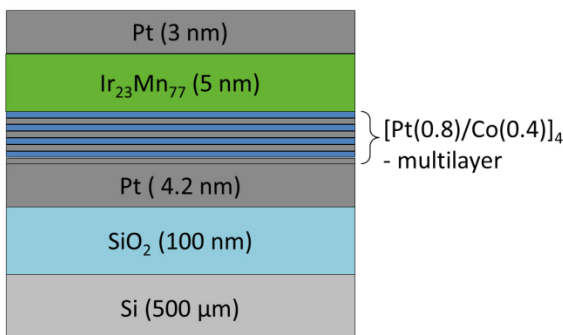 Pt (3 nm)
Ir₂₃Mn₇₇ (5 nm)
[Pt(0.8)/Co(0.4)]₄
- multilayer
Pt ( 4.2 nm)
SiO₂ (100 nm)
Si (500 µm)